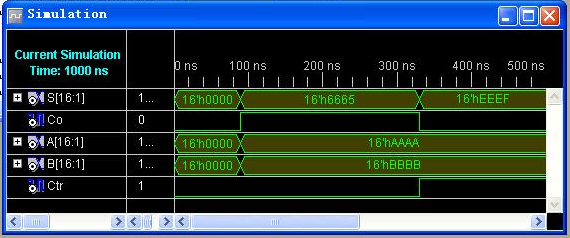 Simulation
Current Simulation
Time: 1000 ns
0 ns 100 ns 200 ns 300 ns 400 ns 500 ns
S[16:1] 1... 16'h0000 16'h6665 16'hEEEF
Co 0
A[16:1] 1... 16'h0000 16'hAAAA
B[16:1] 1... 16'h0000 16'hBBBB
Ctr 1